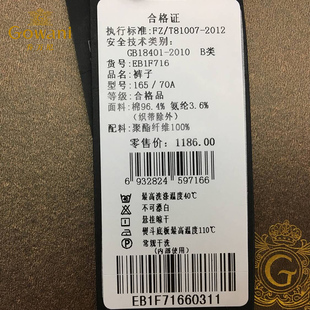 合格证
执行标准:FZ/T81007-2012
安全技术类别:
GB18401-2010 B类
货号:EB1F716
品名:裤子
型号:165/70A
等级:合格品
面料:棉96.4% 氨纶3.6%
(织带除外)
配料:聚酯纤维100%
零售价: 1186.00
6 932824 597166
最高洗涤温度40℃
不可漂白
悬挂晾干
熨斗底板最高温度110℃
常规干洗
(内部使用)
EB1F71660311
G